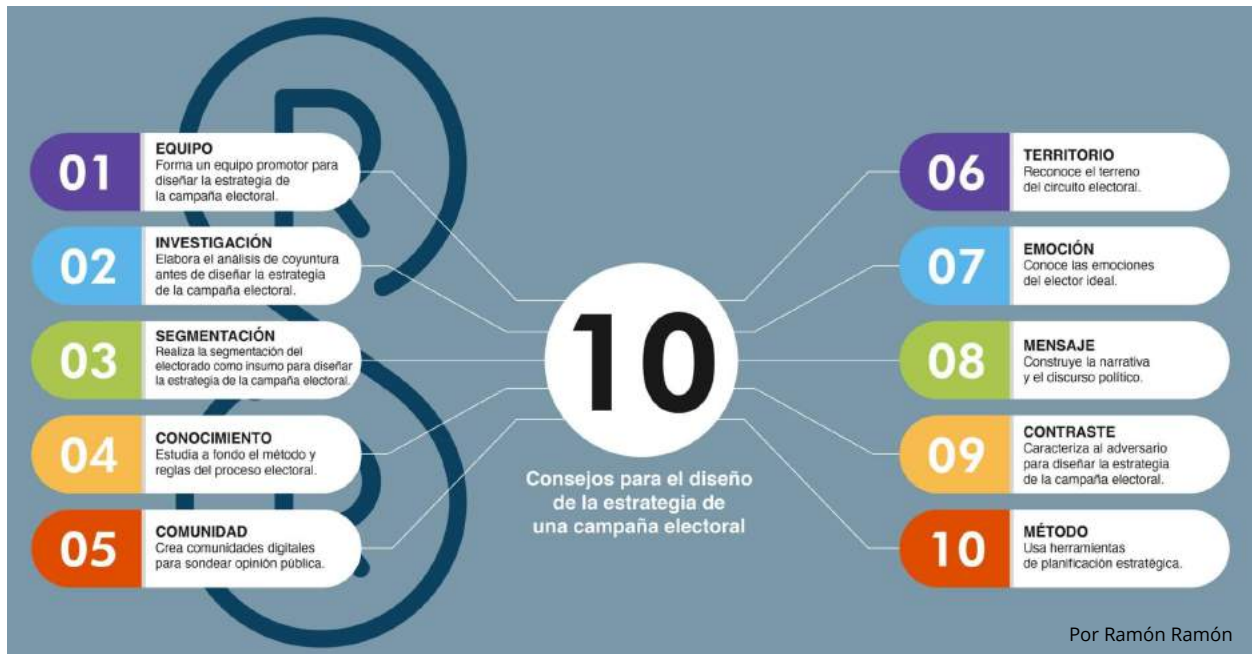 01
EQUIPO
Forma un equipo promotor para
diseñar la estrategia de
la campaña electoral.
02
INVESTIGACIÓN
Elabora el análisis de coyuntura
antes de diseñar la estrategia
de la campaña electoral.
03
SEGMENTACIÓN
Realiza la segmentación del
electorado como insumo para diseñar
la estrategia de la campaña electoral.
04
CONOCIMIENTO
Estudia a fondo el método y
reglas del proceso electoral.
05
COMUNIDAD
Crea comunidades digitales
para sondear opinión pública.
10
Consejos para el diseño
de la estrategia de
una campaña electoral
06
TERRITORIO
Reconoce el terreno
del circuito electoral.
07
EMOCIÓN
Conoce las emociones
del elector ideal.
08
MENSAJE
Construye la narrativa
y el discurso político.
09
CONTRASTE
Caracteriza al adversario
para diseñar la estrategia
de la campaña electoral.
10
MÉTODO
Usa herramientas
de planificación estratégica.
Por Ramón Ramón
R
R